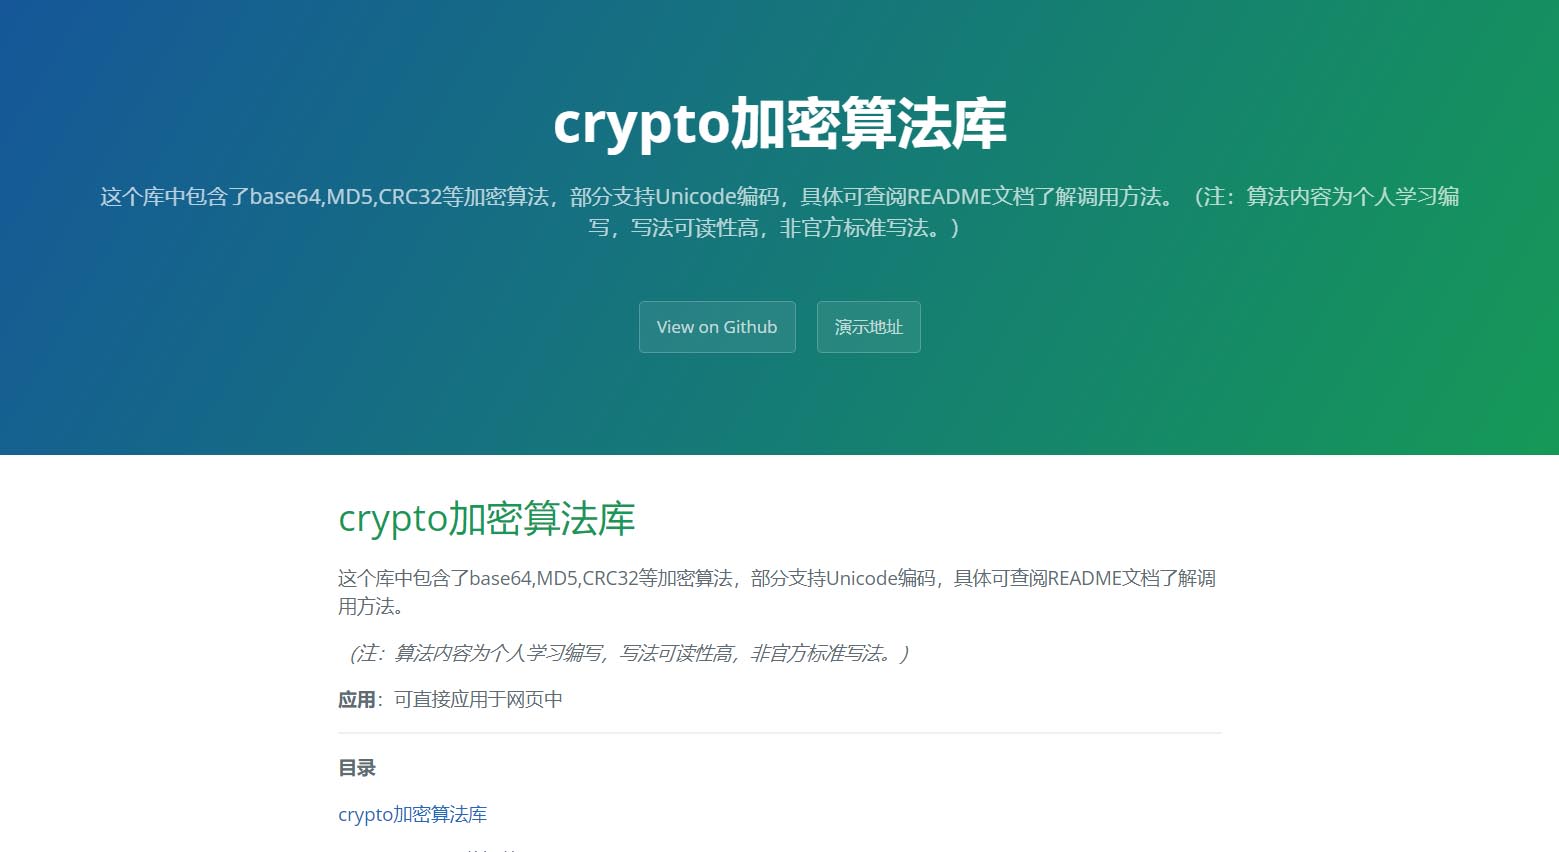 crypto加密算法库
这个库中包含了base64,MD5,CRC32等加密算法，部分支持Unicode编码，具体可查阅README文档了解调用方法。（注：算法内容为个人学习编
写，写法可读性高，非官方标准写法。）
View on Github
演示地址
crypto加密算法库
这个库中包含了base64,MD5,CRC32等加密算法，部分支持Unicode编码，具体可查阅README文档了解调
用方法。
（注：算法内容为个人学习编写，写法可读性高，非官方标准写法。）
应用：可直接应用于网页中
目录
crypto加密算法库